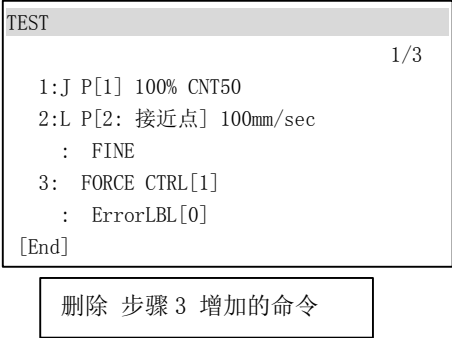 TEST
1/3
1:J P[1] 100% CNT50
2:L P[2: 接近点] 100mm/sec
: FINE
3: FORCE CTRL[1]
: ErrorLBL[0]
[End]
删除 步骤 3 增加的命令